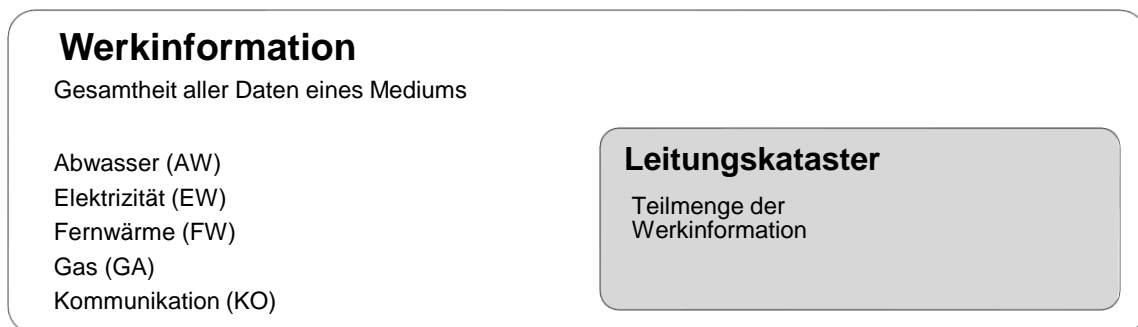 Werkinformation
Gesamtheit aller Daten eines Mediums
Abwasser (AW)
Elektrizität (EW)
Fernwärme (FW)
Gas (GA)
Kommunikation (KO)
Leitungskataster
Teilmenge der
Werkinformation